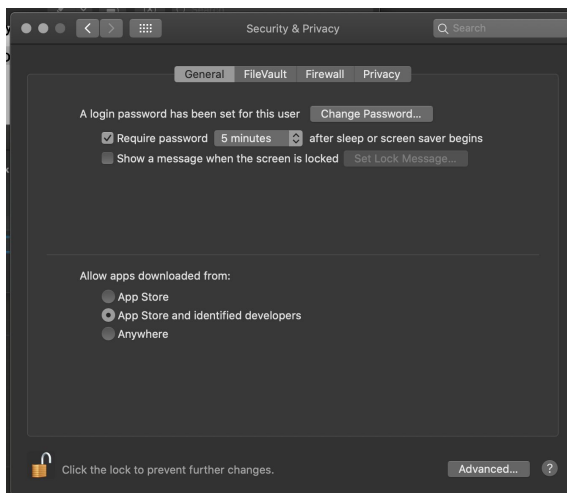 Security & Privacy
Search
General FileVault Firewall Privacy
A login password has been set for this user Change Password...
Require password 5 minutes after sleep or screen saver begins
Show a message when the screen is locked Set Lock Message...
Allow apps downloaded from:
App Store
App Store and identified developers
Anywhere
Click the lock to prevent further changes.
Advanced... ?